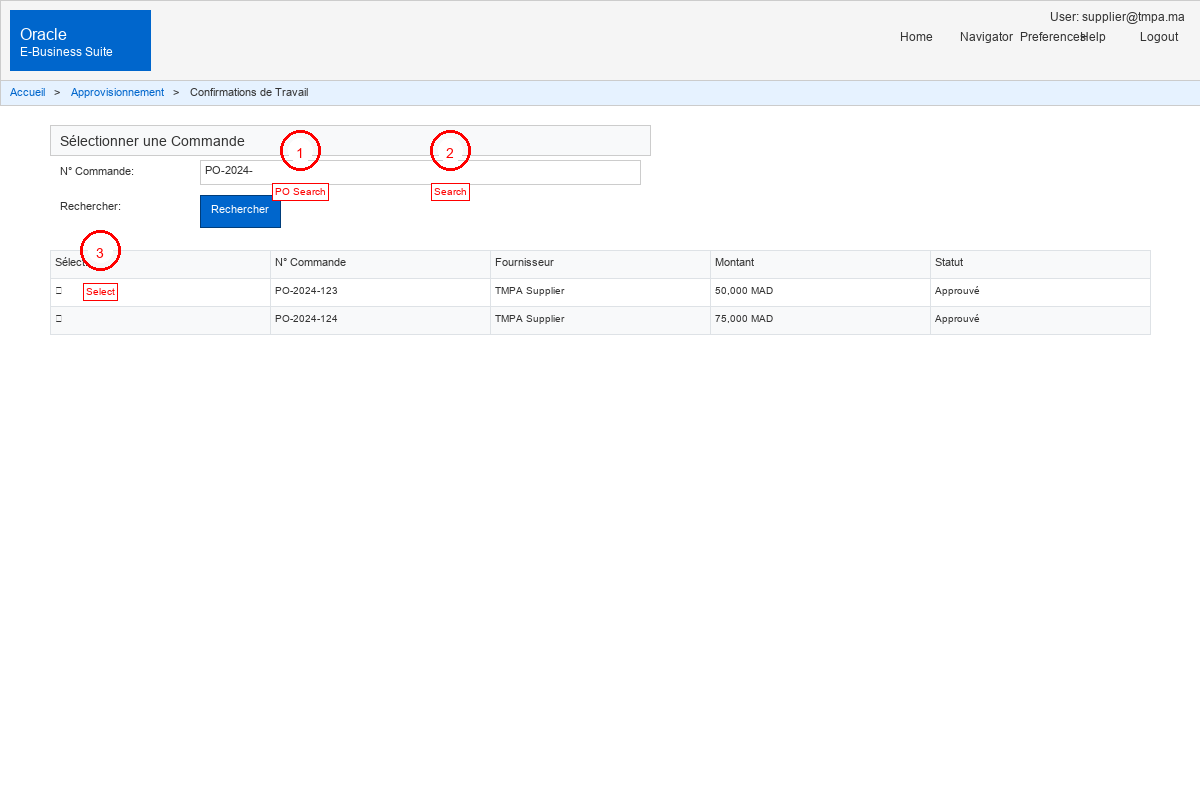 User: supplier@tmpa.ma
Oracle
E-Business Suite
Home Navigator Preferences Help Logout
Accueil > Approvisionnement > Confirmations de Travail
Sélectionner une Commande
1 2
N° Commande: PO-2024-
PO Search Search
Rechercher: Rechercher
3
N° Commande Fournisseur Montant Statut
PO-2024-123 TMPA Supplier 50,000 MAD Approuvé
Select
PO-2024-124 TMPA Supplier 75,000 MAD Approuvé